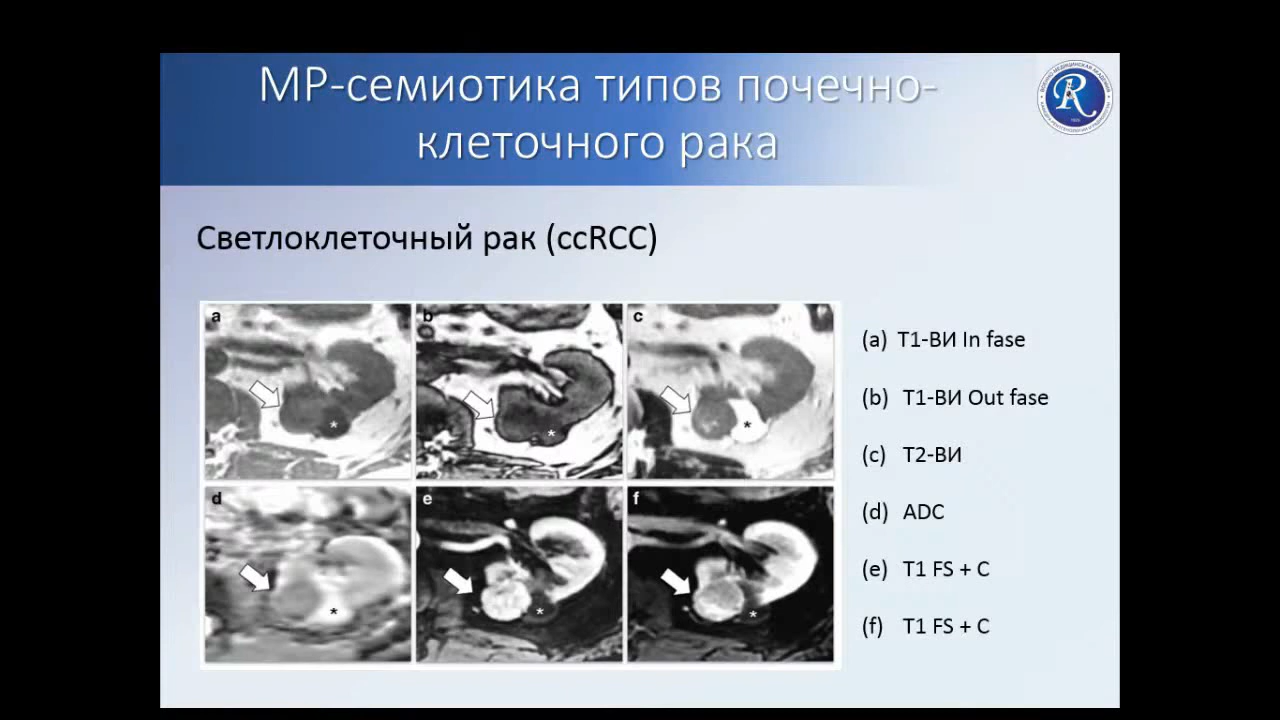 МР-семиотика типов почечно-
клеточного рака
Светлоклеточный рак (ccRCC)
a
b
c
* * *
d
e
f
* * *
(a) Т1-ВИ In fase
(b) Т1-ВИ Out fase
(c) Т2-ВИ
(d) ADC
(e) T1 FS + C
(f) T1 FS + C
R